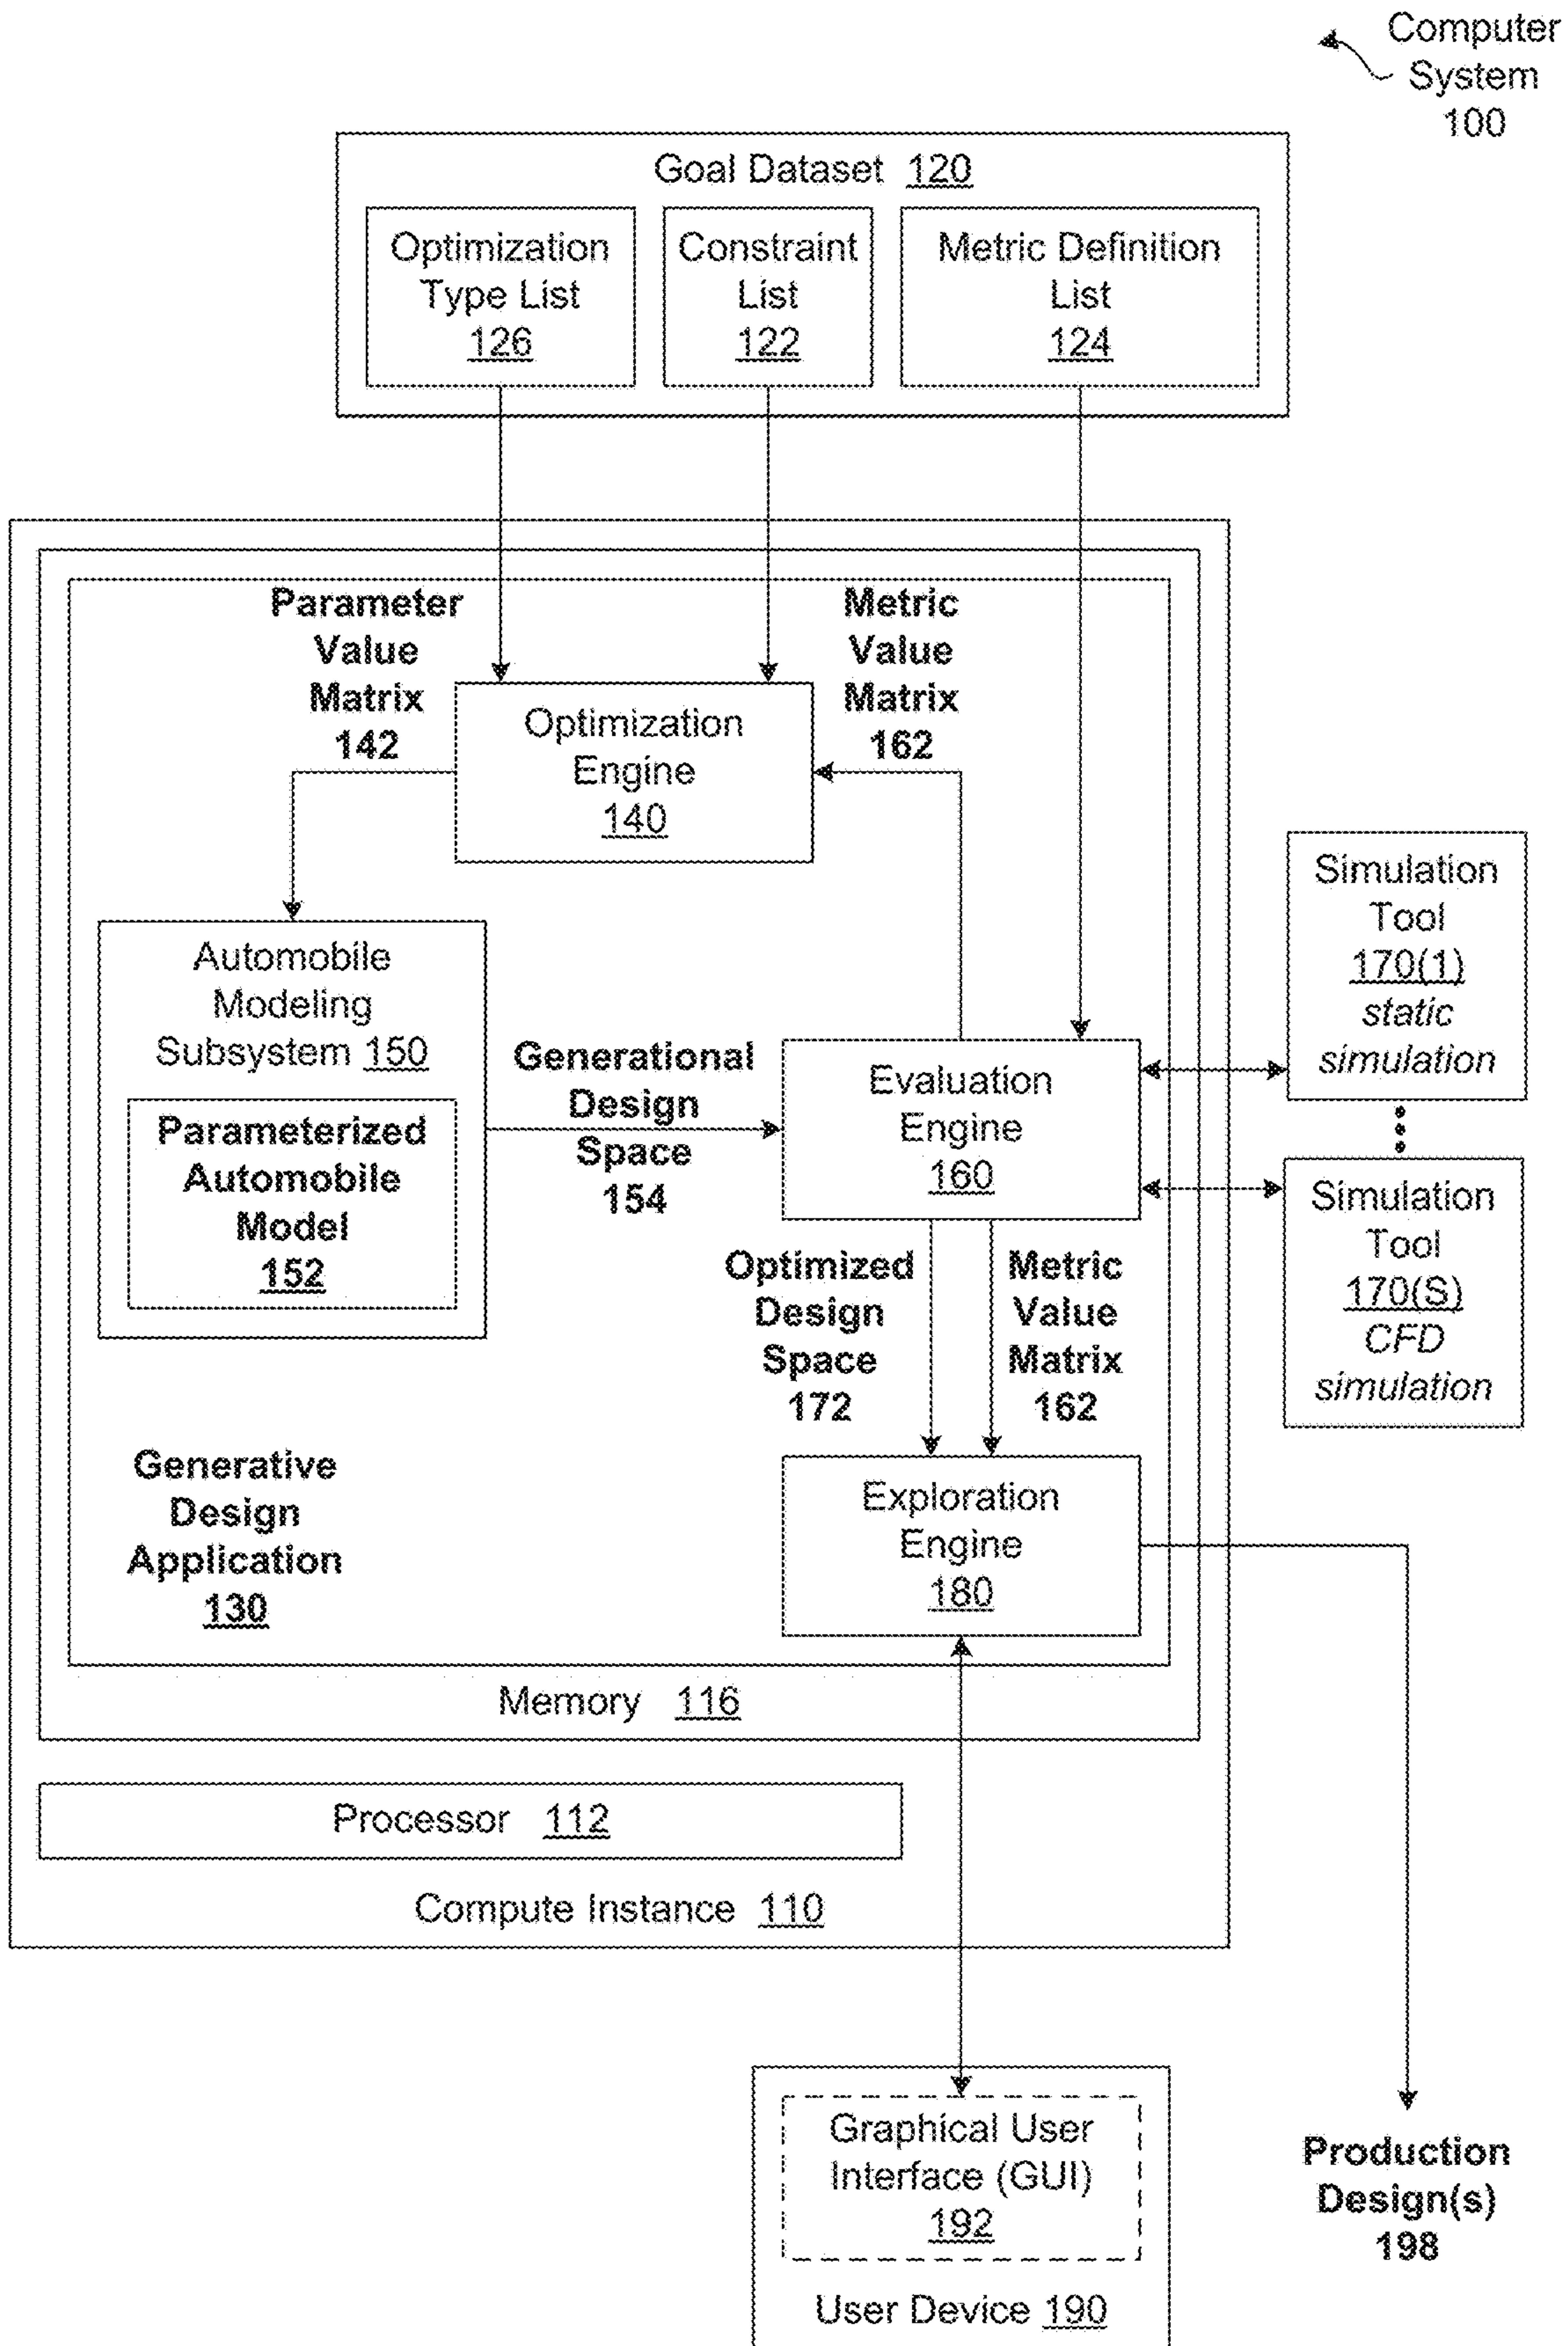 Computer
System
100
Goal Dataset 120
Optimization
Type List
126
Constraint
List
122
Metric Definition
List
124
Parameter
Value
Matrix
142
Metric
Value
Matrix
162
Optimization
Engine
140
Automobile
Modeling
Subsystem 150
Parameterized
Automobile
Model
152
Generational
Design
Space
154
Evaluation
Engine
160
Simulation
Tool
170(1)
static
simulation
Simulation
Tool
170(S)
CFD
simulation
Optimized
Design
Space
172
Metric
Value
Matrix
162
Generative
Design
Application
130
Exploration
Engine
180
Memory 116
Processor 112
Compute Instance 110
Graphical User
Interface (GUI)
192
User Device 190
Production
Design(s)
198